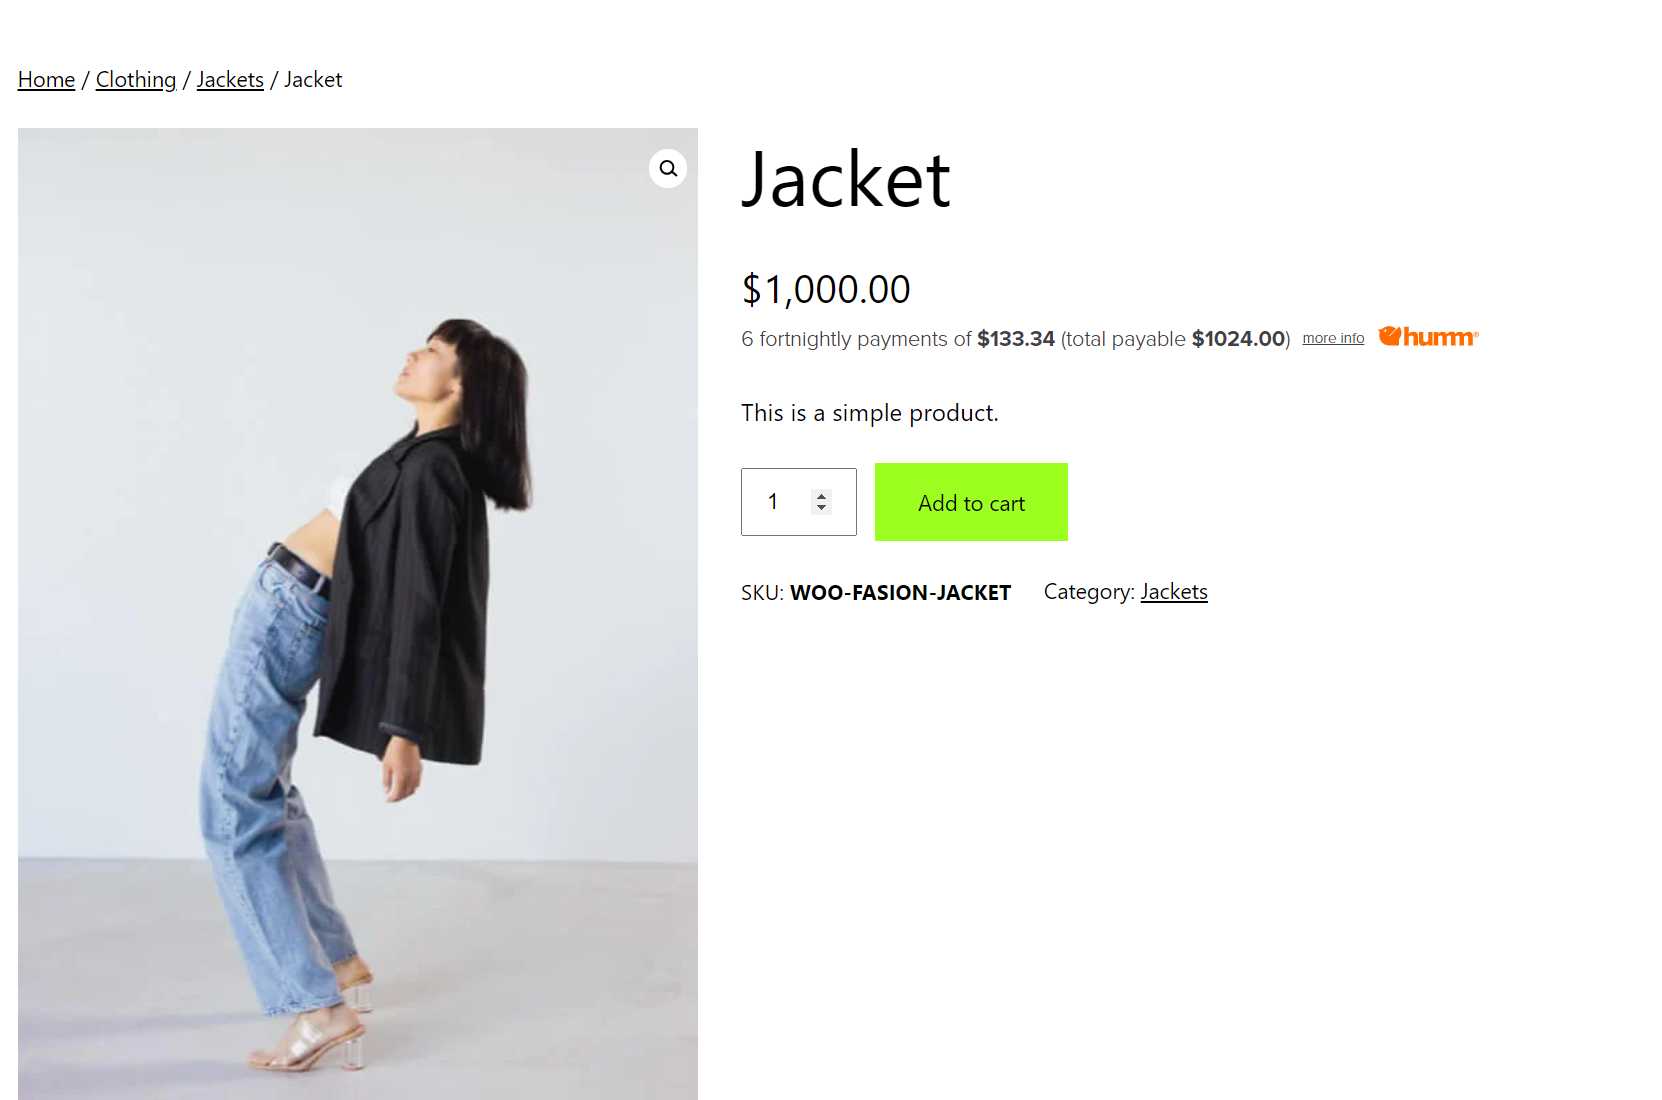 Home / Clothing / Jackets / Jacket
Jacket
$1,000.00
6 fortnightly payments of $133.34 (total payable $1024.00) more info humm®
This is a simple product.
1
Add to cart
SKU: WOO-FASION-JACKET Category: Jackets